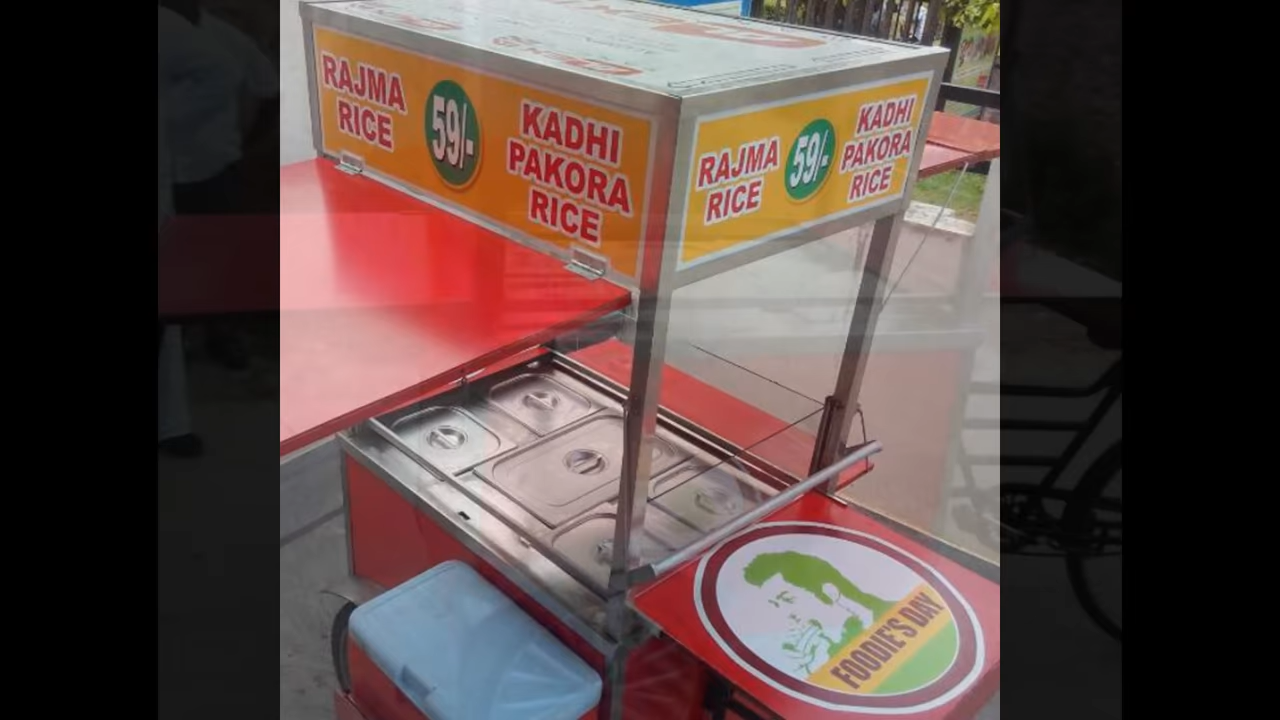 RAJMA
RICE
59/-
KADHI
PAKORA
RICE
RAJMA
RICE
59/-
KADHI
PAKORA
RICE
FOODIE'S DAY